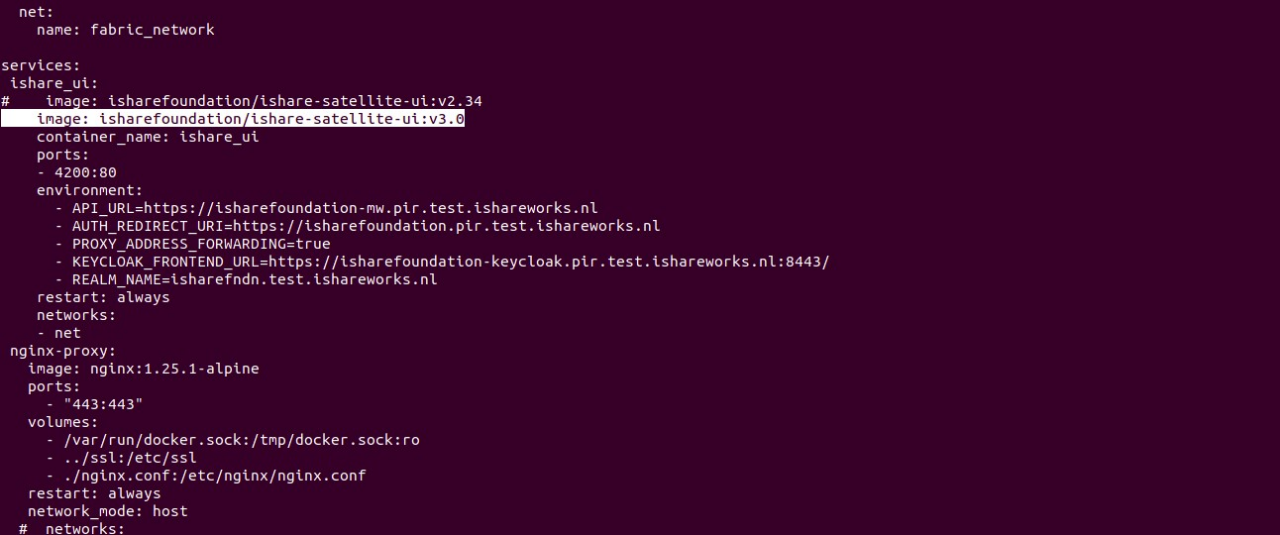 net:
    name: fabric_network

services:
 ishare_ui:
#    image: isharefoundation/ishare-satellite-ui:v2.34
    image: isharefoundation/ishare-satellite-ui:v3.0
    container_name: ishare_ui
    ports:
    - 4200:80
    environment:
      - API_URL=https://isharefoundation-mw.pir.test.ishareworks.nl
      - AUTH_REDIRECT_URI=https://isharefoundation.pir.test.ishareworks.nl
      - PROXY_ADDRESS_FORWARDING=true
      - KEYCLOAK_FRONTEND_URL=https://isharefoundation-keycloak.pir.test.ishareworks.nl:8443/
      - REALM_NAME=isharefndn.test.ishareworks.nl
    restart: always
    networks:
    - net
 nginx-proxy:
   image: nginx:1.25.1-alpine
   ports:
     - "443:443"
   volumes:
     - /var/run/docker.sock:/tmp/docker.sock:ro
     - ../ssl:/etc/ssl
     - ./nginx.conf:/etc/nginx/nginx.conf
   restart: always
   network_mode: host
  #  networks: